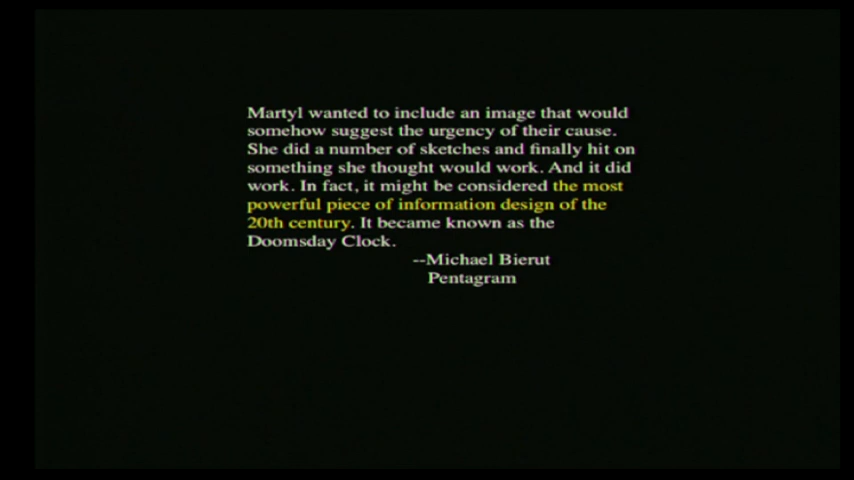 Martyl wanted to include an image that would
somehow suggest the urgency of their cause.
She did a number of sketches and finally hit on
something she thought would work. And it did
work. In fact, it might be considered the most
powerful piece of information design of the
20th century. It became known as the
Doomsday Clock.
--Michael Bierut
Pentagram